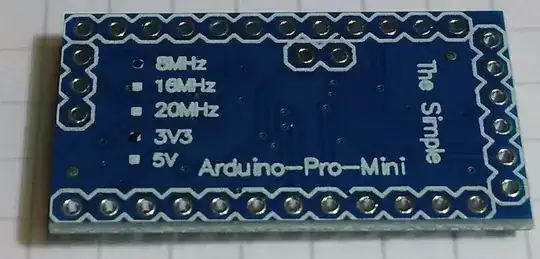 8MHz
16MHz
20MHz
3V3
5V
Arduino-Pro-Mini
The Simple